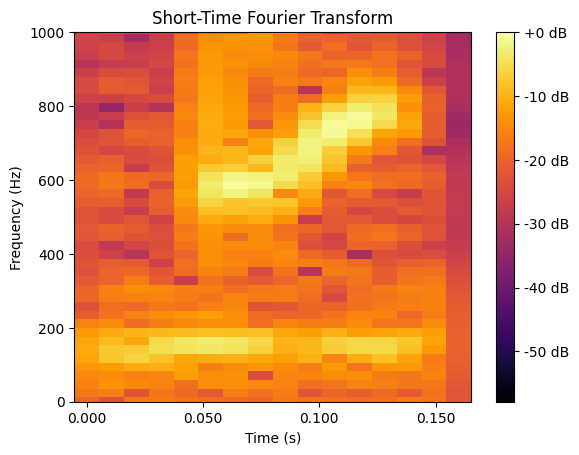 Short-Time Fourier Transform
Frequency (Hz)
1000
800
600
400
200
0
0.000
0.050
0.100
0.150
Time (s)
+0 dB
-10 dB
-20 dB
-30 dB
-40 dB
-50 dB